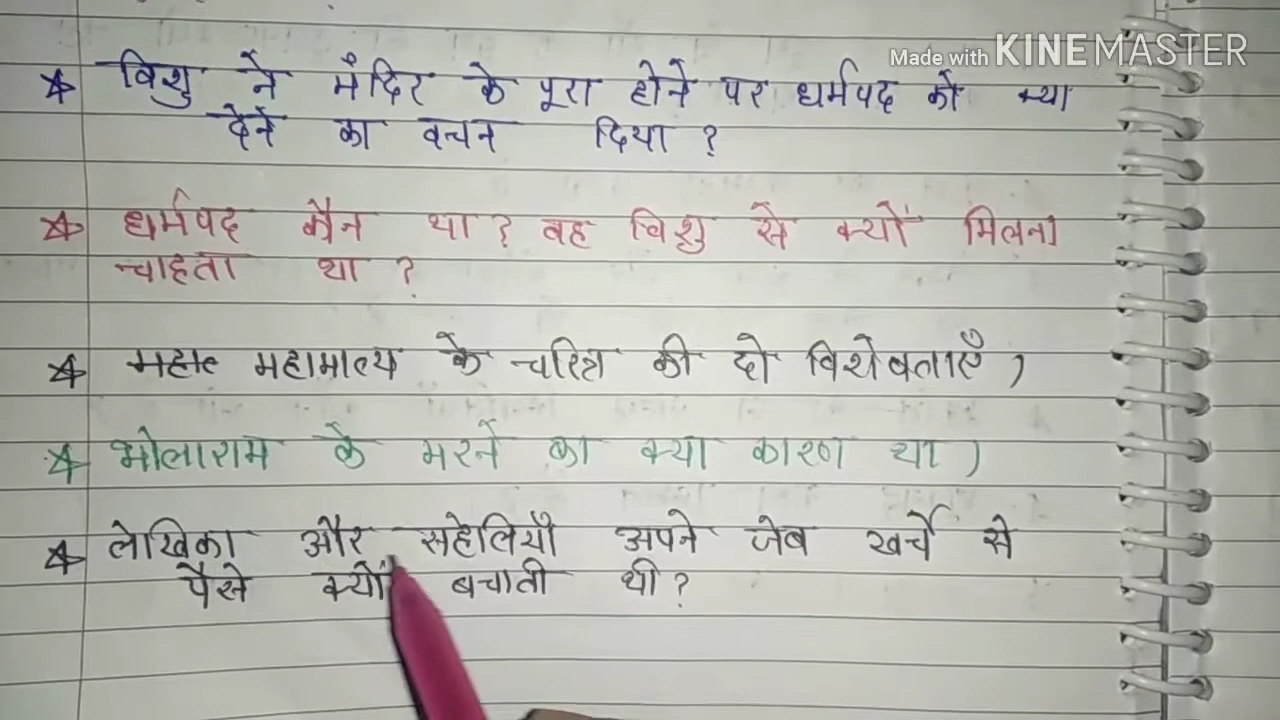 Made with KINEMASTER
* विशु ने मंदिर के पूरा होने पर धर्मपद को क्या
देने का वचन दिया ?
* धर्मपद कौन था ? वह विशु से क्यों मिलना
चाहता था ?
* महात महामात्य के चरित्र की दो विशेषताएँ )
* भोलाराम के मरने का क्या कारण था )
* लेखिका और सहेलियाँ अपने जेब खर्चे से
पैसे क्यों बचाती थी ?